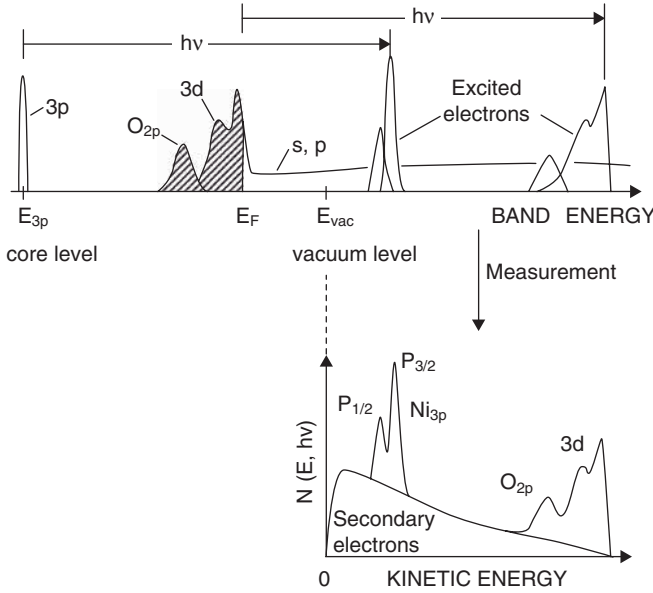 hν
hν
3p
O2p
3d
s, p
Excited
electrons
E3p
EF
Evac
BAND ENERGY
core level
vacuum level
Measurement
P3/2
P1/2
Ni3p
3d
O2p
N (E, hν)
Secondary
electrons
0
KINETIC ENERGY